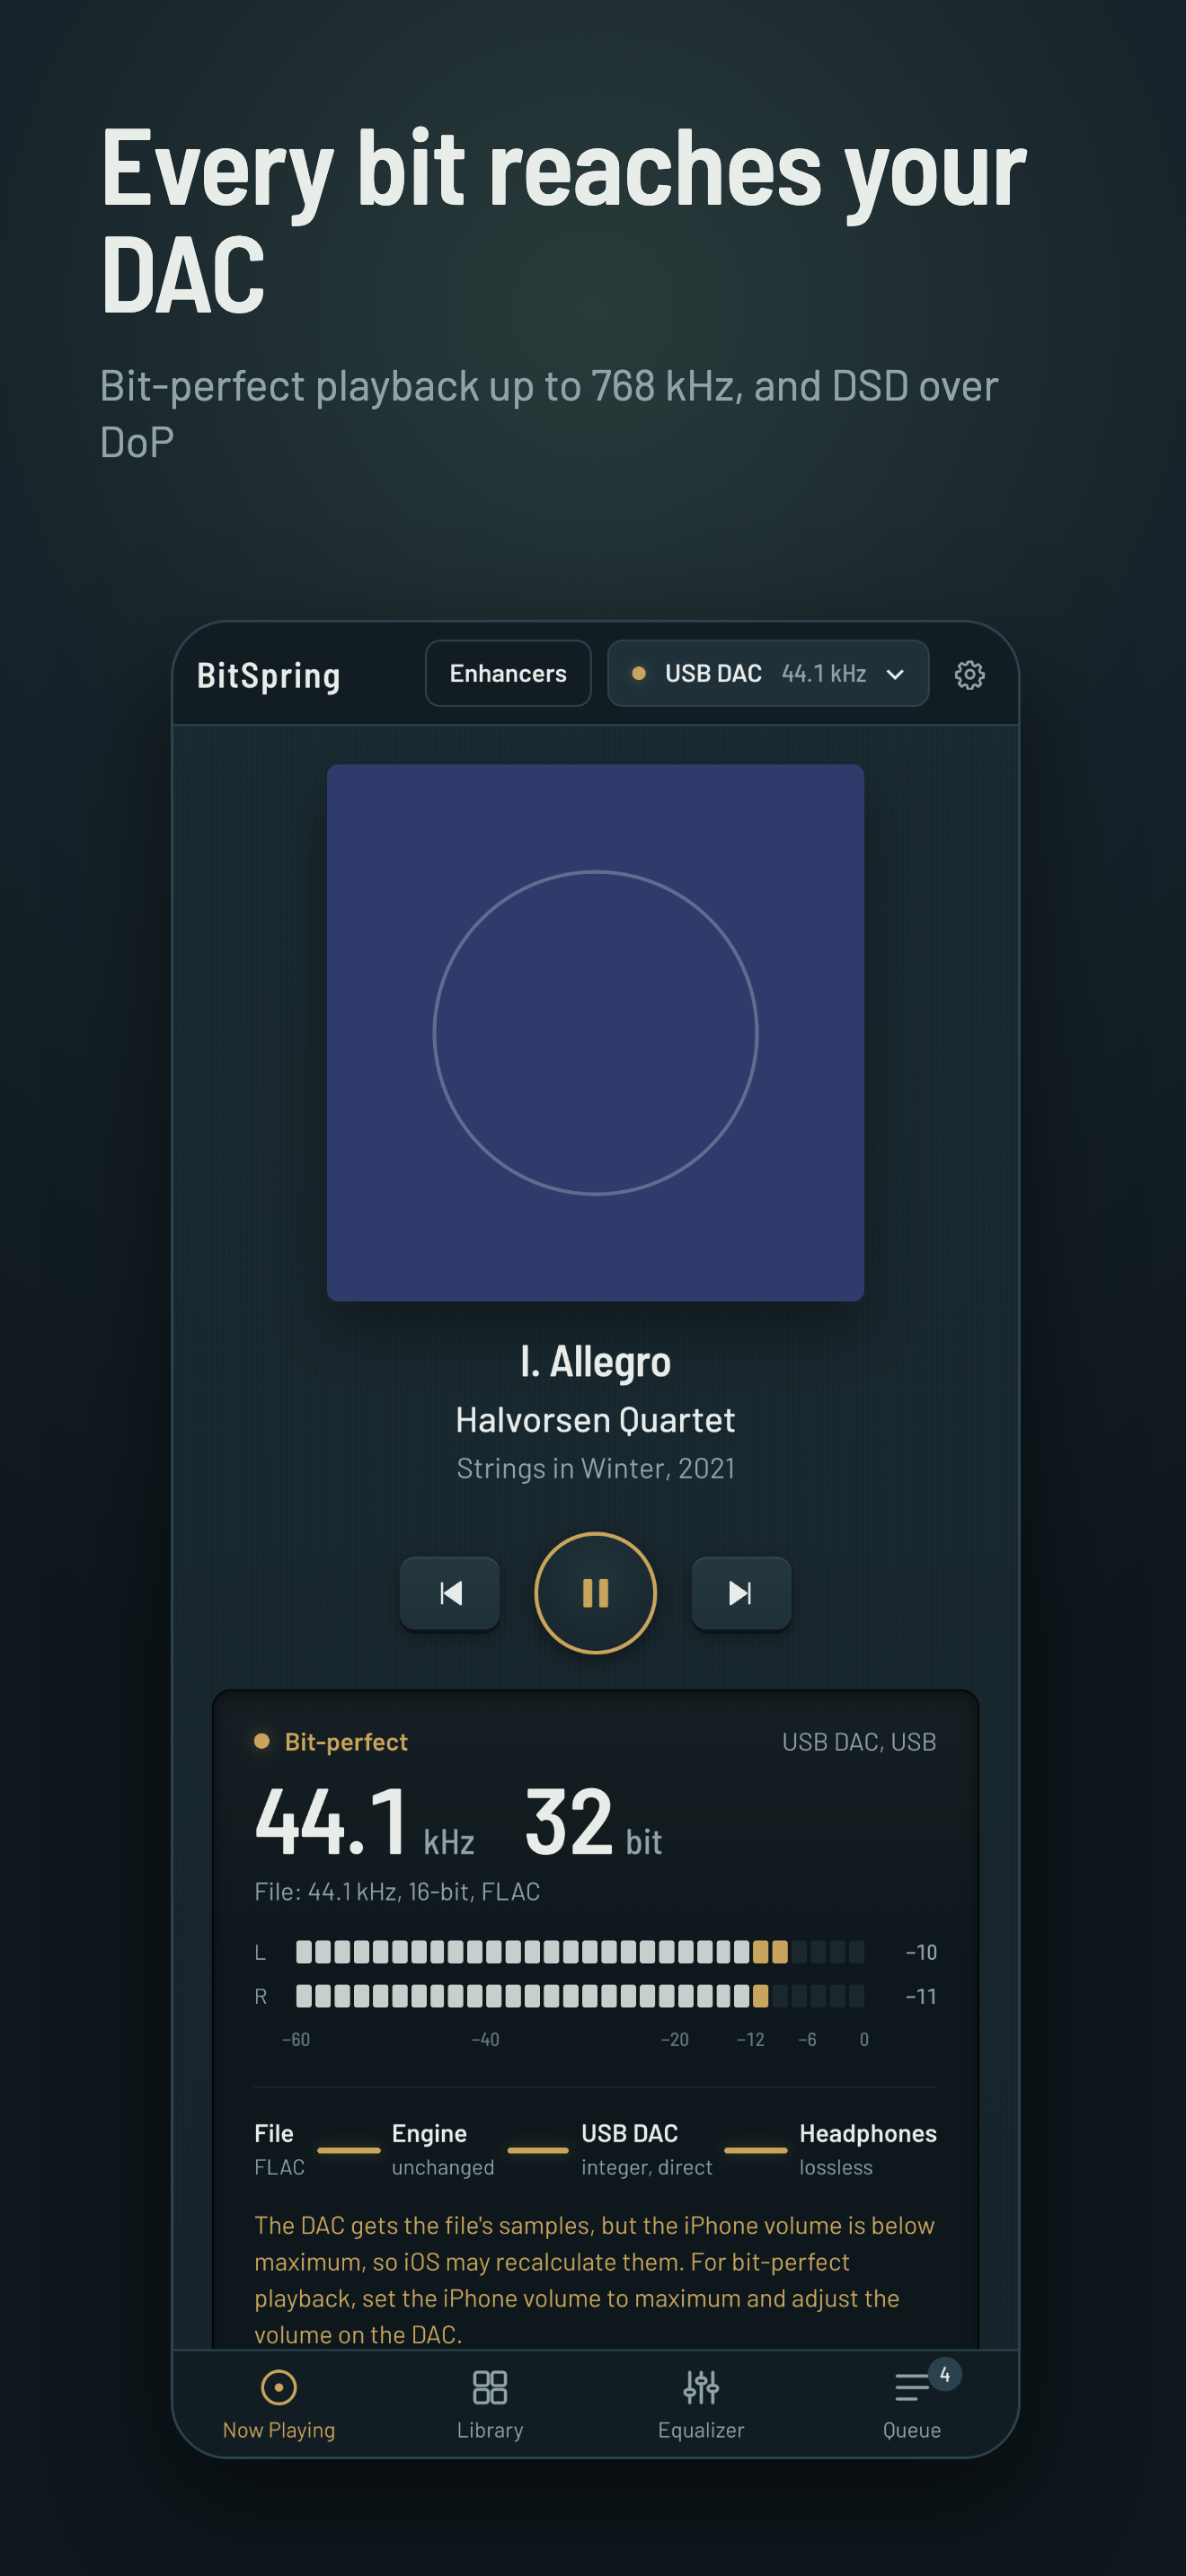 Every bit reaches your
DAC
Bit-perfect playback up to 768 kHz, and DSD over
DoP
BitSpring
Enhancers
USB DAC 44.1 kHz
I. Allegro
Halvorsen Quartet
Strings in Winter, 2021
Bit-perfect
USB DAC, USB
44.1 kHz 32 bit
File: 44.1 kHz, 16-bit, FLAC
L −10
R −11
−60 −40 −20 −12 −6 0
File Engine USB DAC Headphones
FLAC unchanged integer, direct lossless
The DAC gets the file's samples, but the iPhone volume is below
maximum, so iOS may recalculate them. For bit-perfect
playback, set the iPhone volume to maximum and adjust the
volume on the DAC.
4
Now Playing Library Equalizer Queue